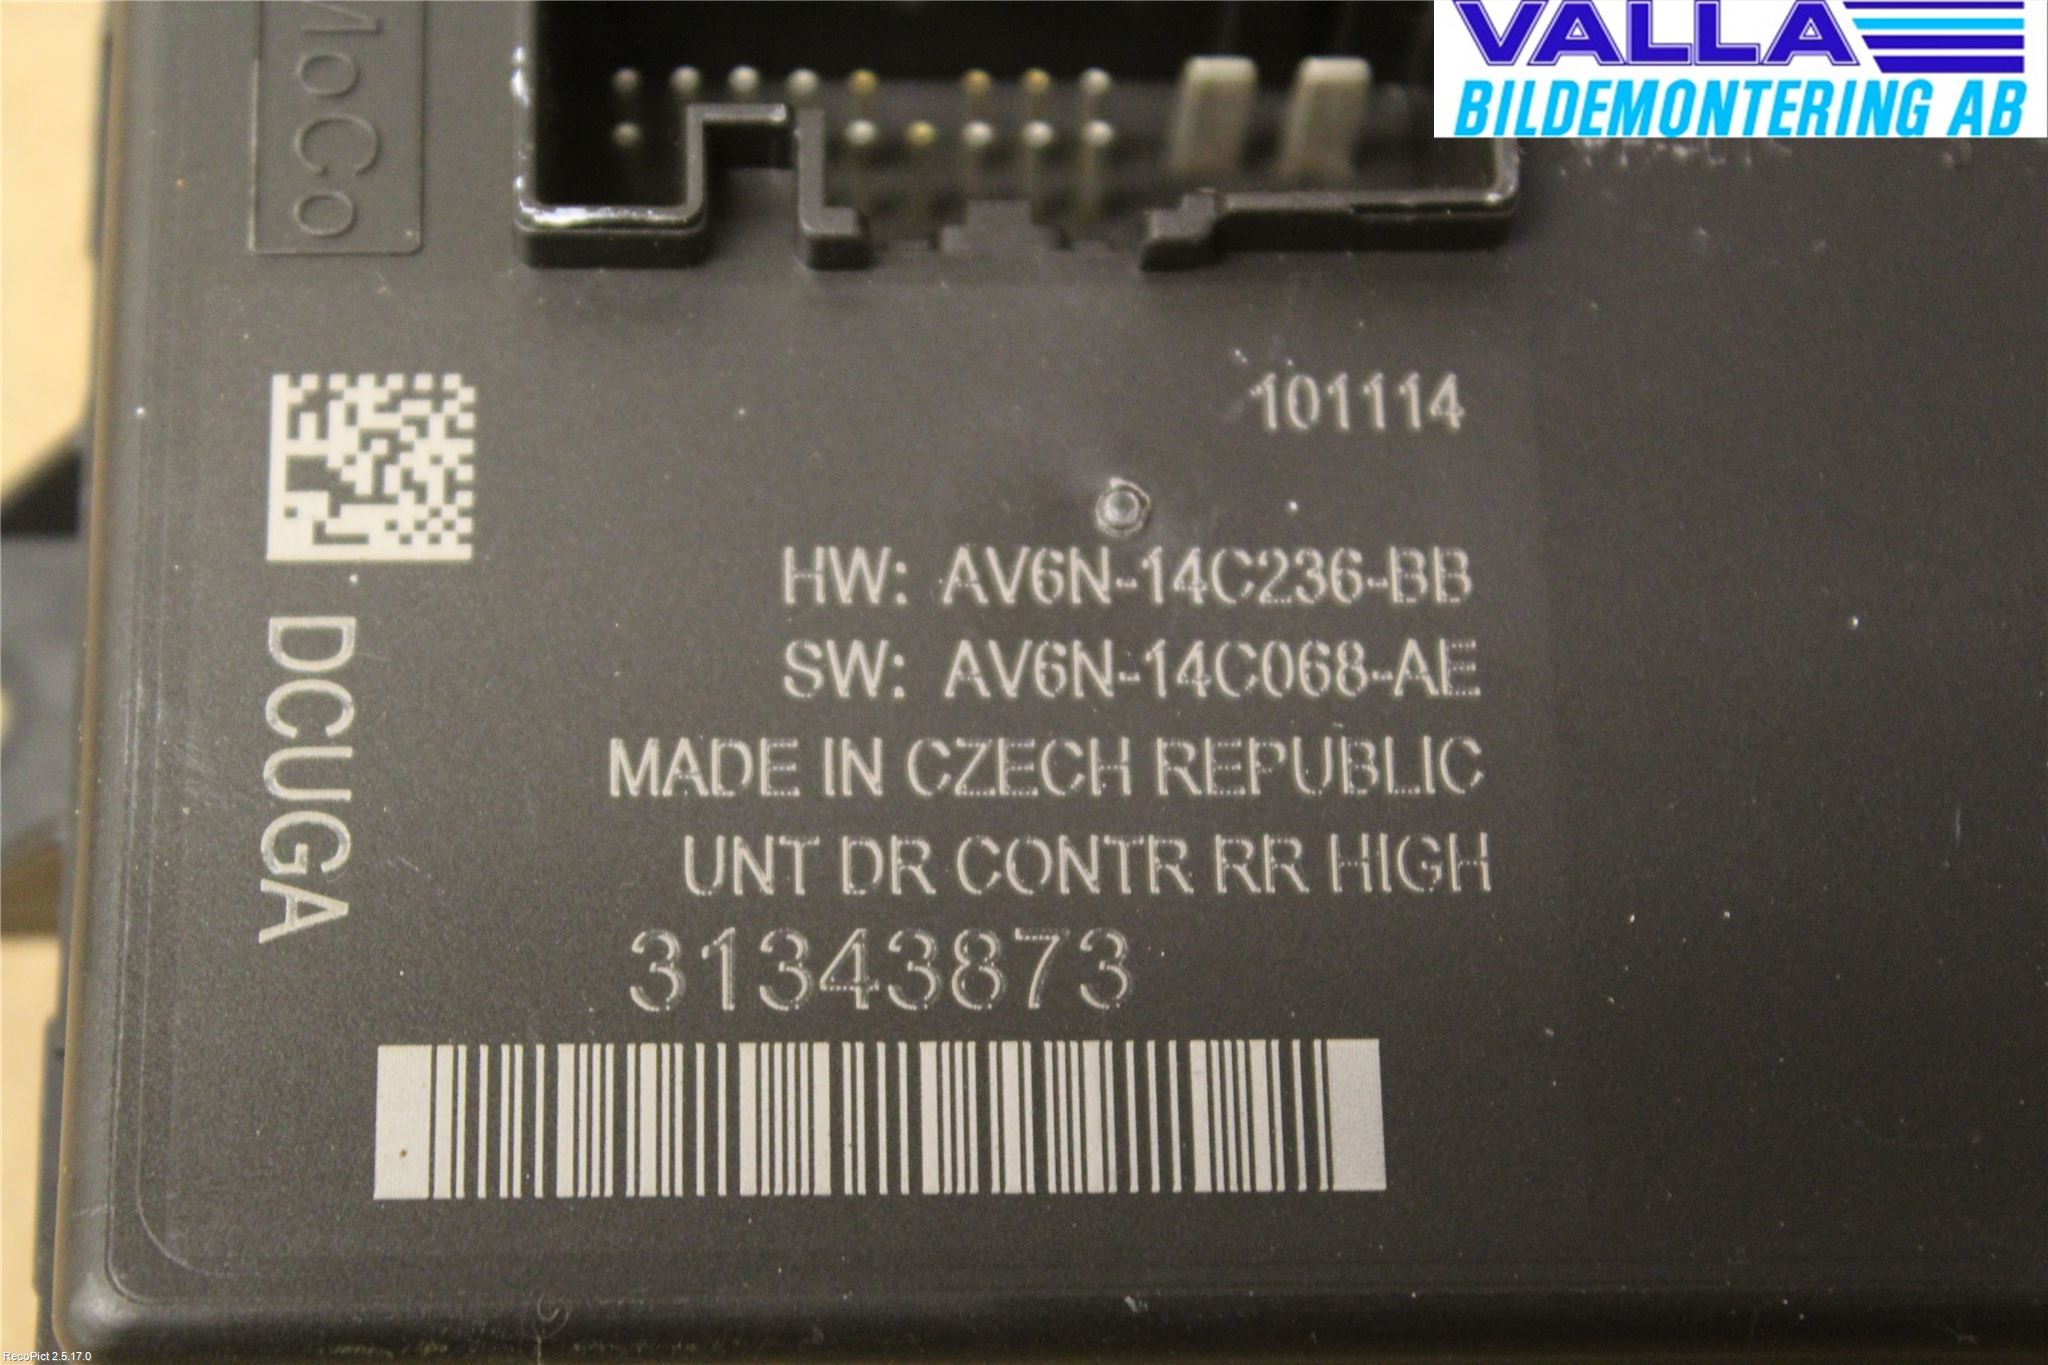 VALLA
BILDEMONTERING AB
MoCo
101114
HW: AV6N-14C236-BB
SW: AV6N-14C068-AE
MADE IN CZECH REPUBLIC
UNT DR CONTR RR HIGH
31343873
DCUGA
RecoPict 2.5.17.0